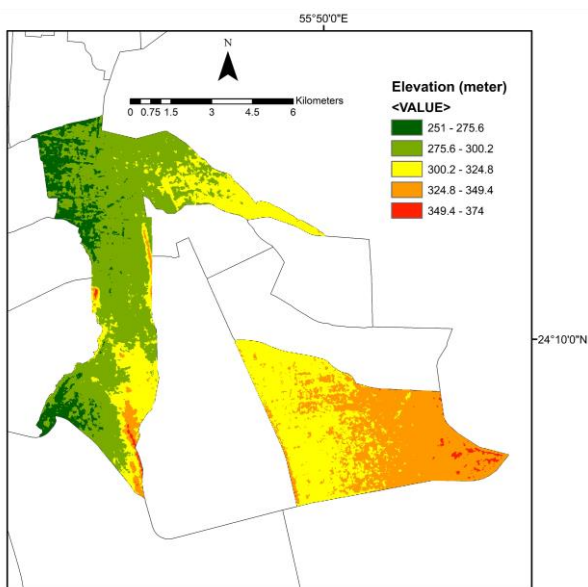 55°50'0"E
N
Kilometers
0 0.75 1.5 3 4.5 6
Elevation (meter)
<VALUE>
251 - 275.6
275.6 - 300.2
300.2 - 324.8
324.8 - 349.4
349.4 - 374
24°10'0"N